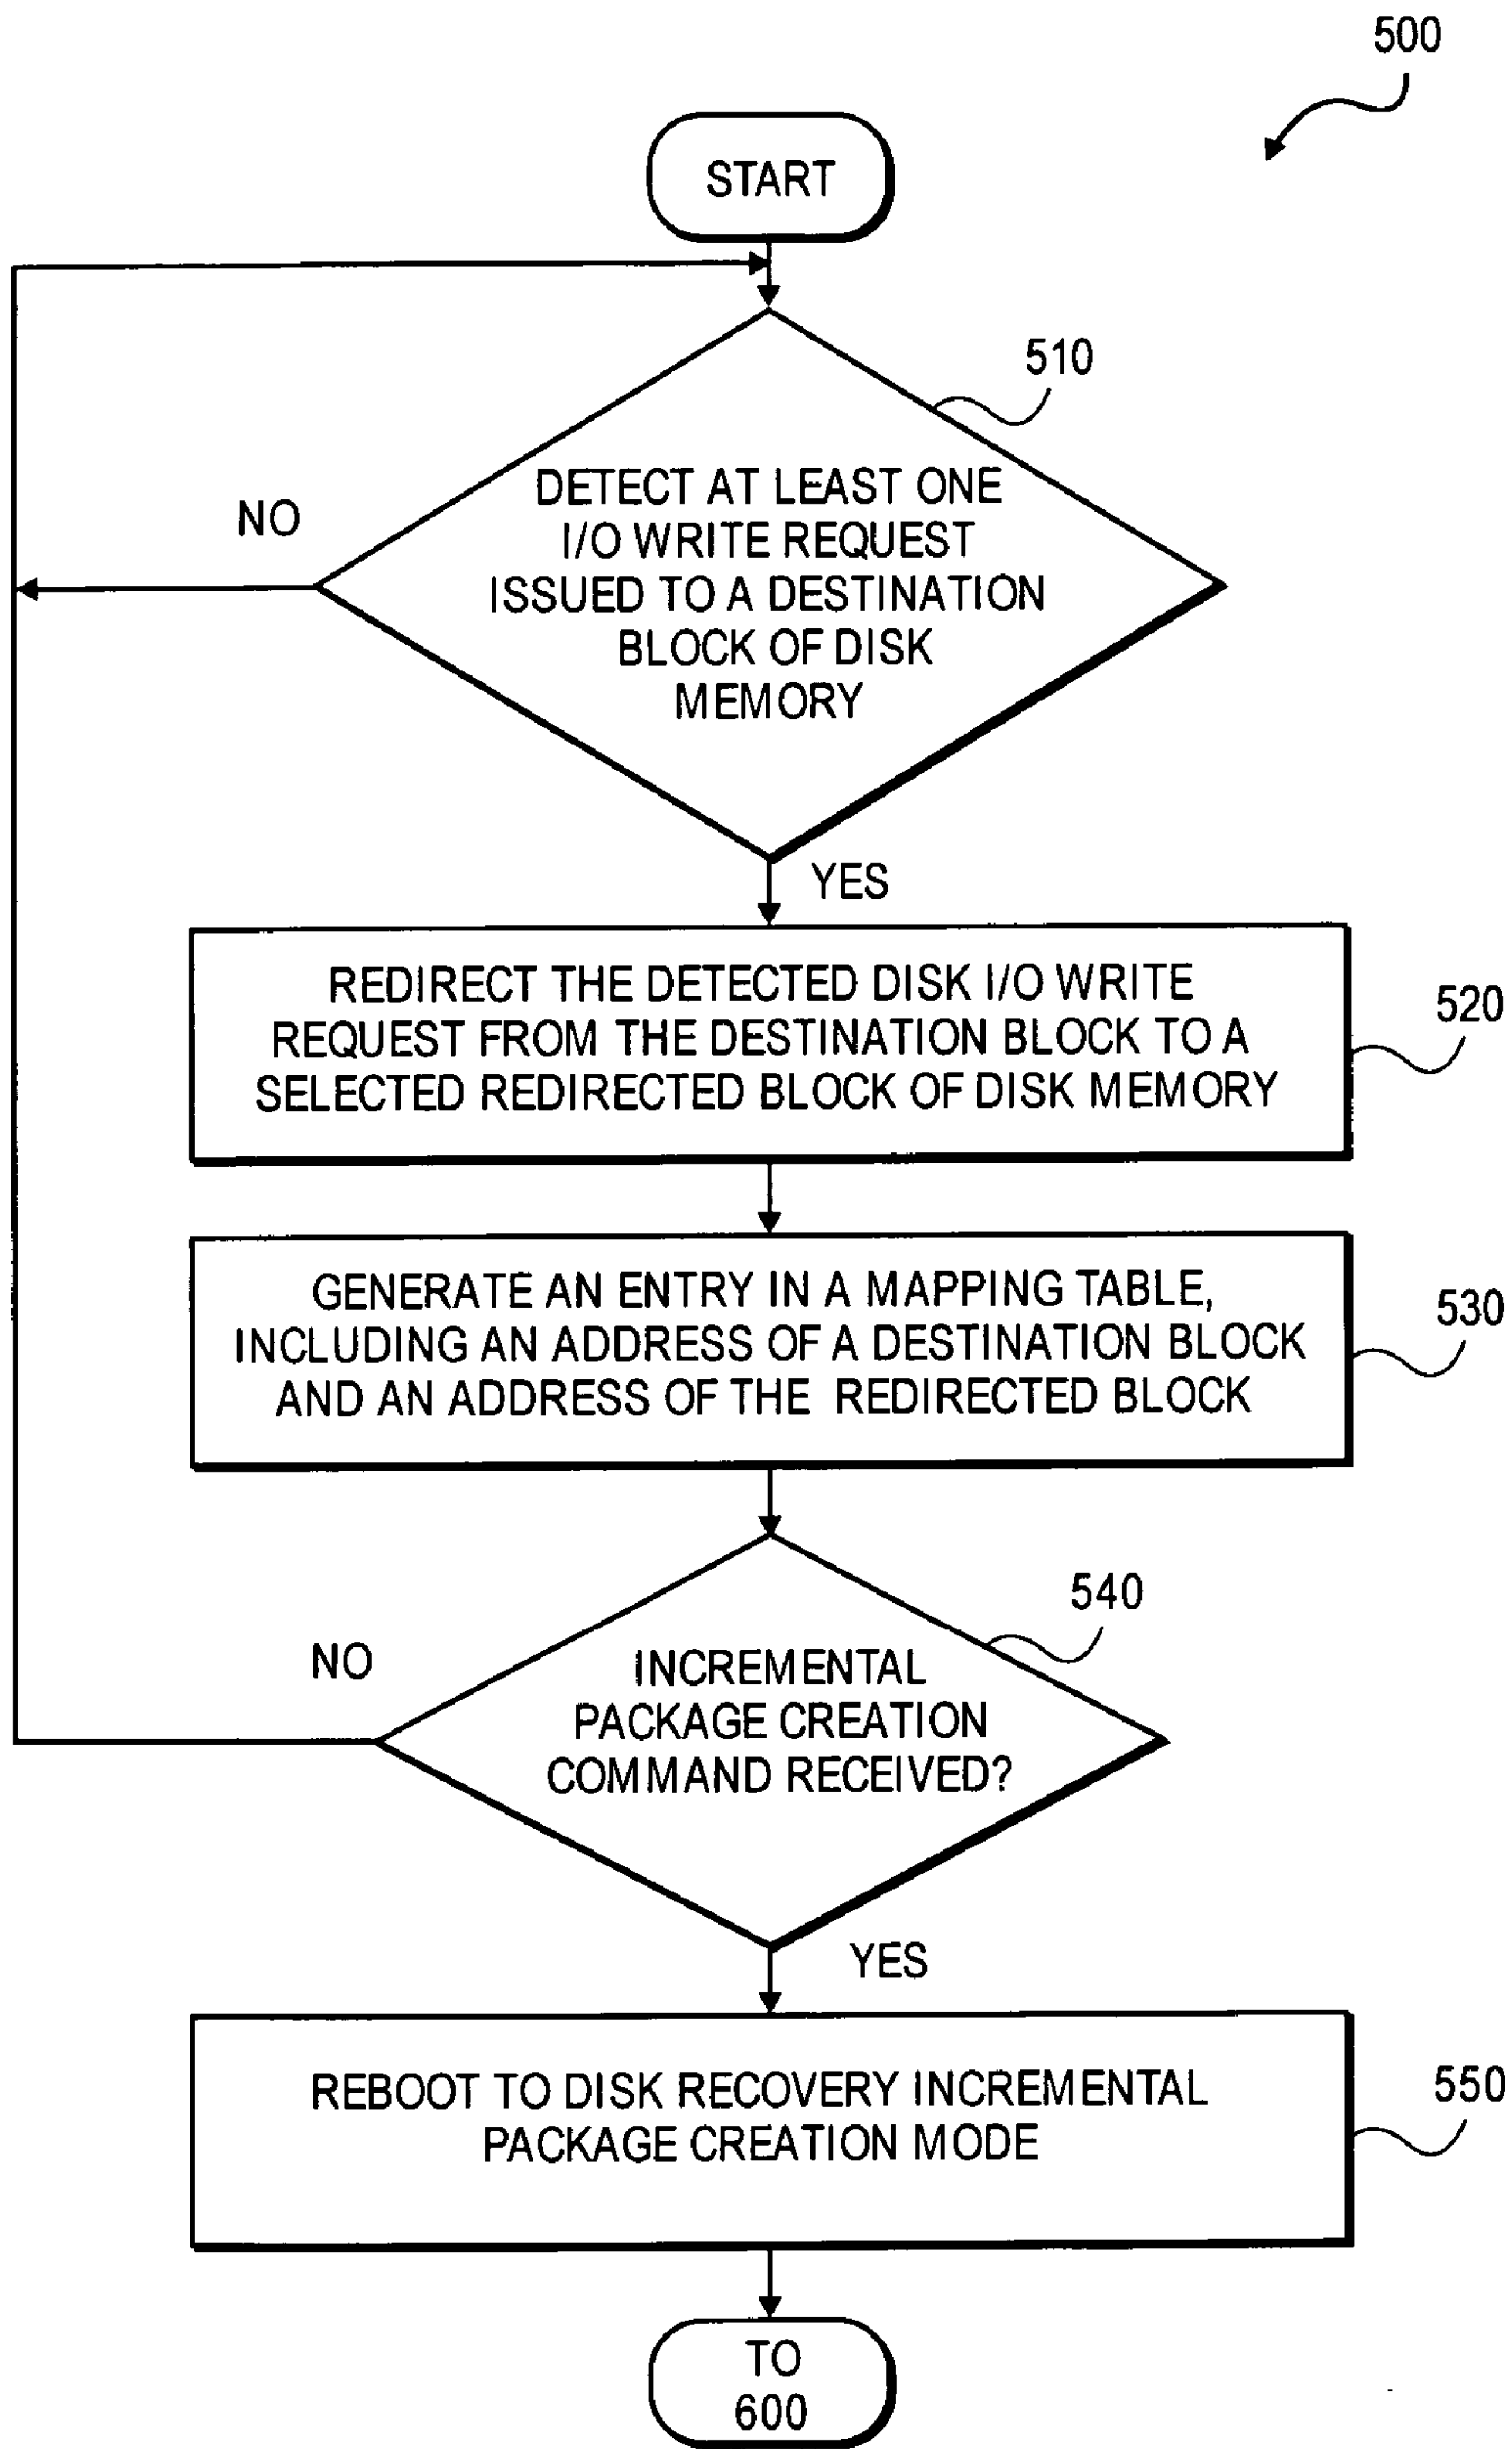 500
START
510
DETECT AT LEAST ONE
I/O WRITE REQUEST
ISSUED TO A DESTINATION
BLOCK OF DISK
MEMORY
NO
YES
REDIRECT THE DETECTED DISK I/O WRITE
REQUEST FROM THE DESTINATION BLOCK TO A
SELECTED REDIRECTED BLOCK OF DISK MEMORY
520
GENERATE AN ENTRY IN A MAPPING TABLE,
INCLUDING AN ADDRESS OF A DESTINATION BLOCK
AND AN ADDRESS OF THE REDIRECTED BLOCK
530
540
NO
INCREMENTAL
PACKAGE CREATION
COMMAND RECEIVED?
YES
REBOOT TO DISK RECOVERY INCREMENTAL
PACKAGE CREATION MODE
550
TO
600